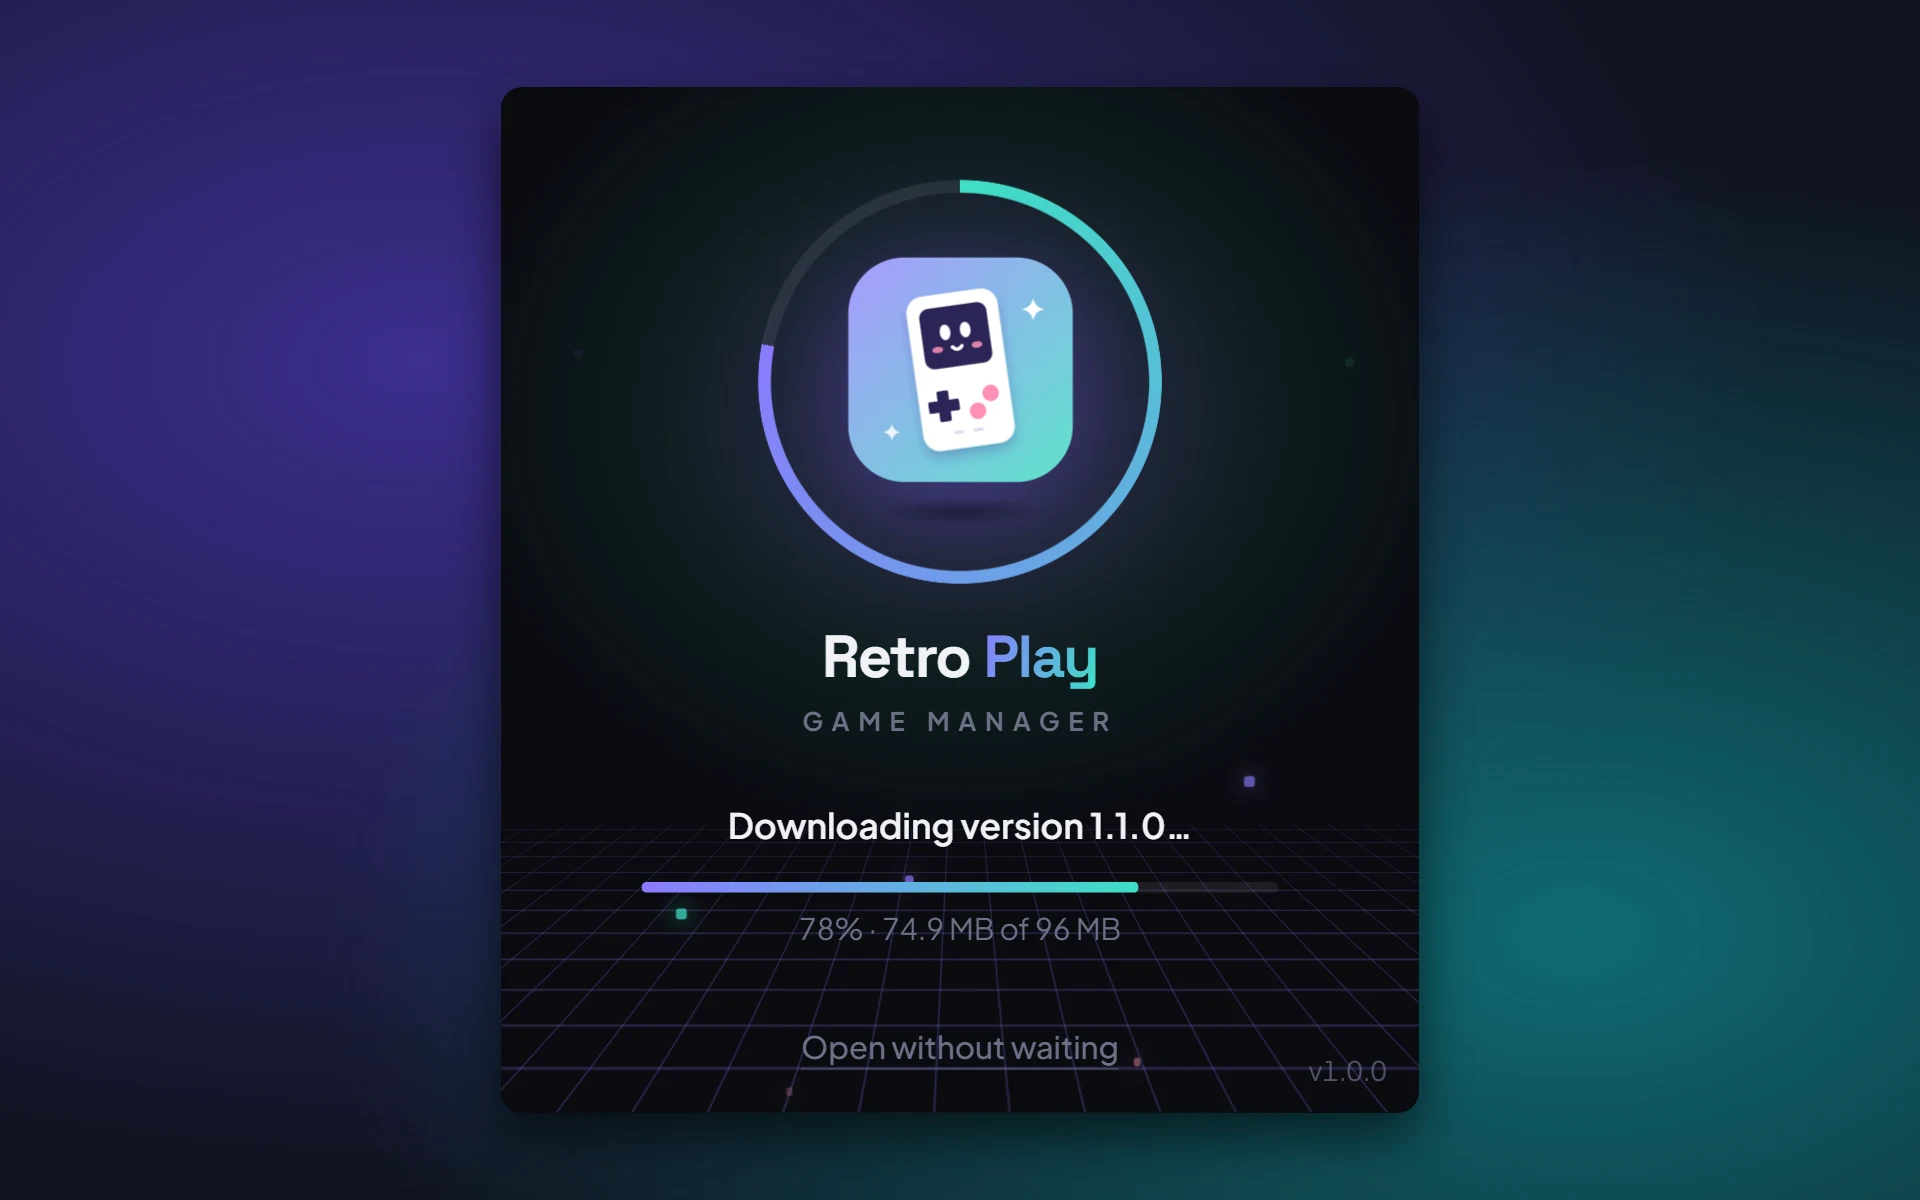 Retro Play
GAME MANAGER
Downloading version 1.1.0...
78% · 74.9 MB of 96 MB
Open without waiting
v1.0.0